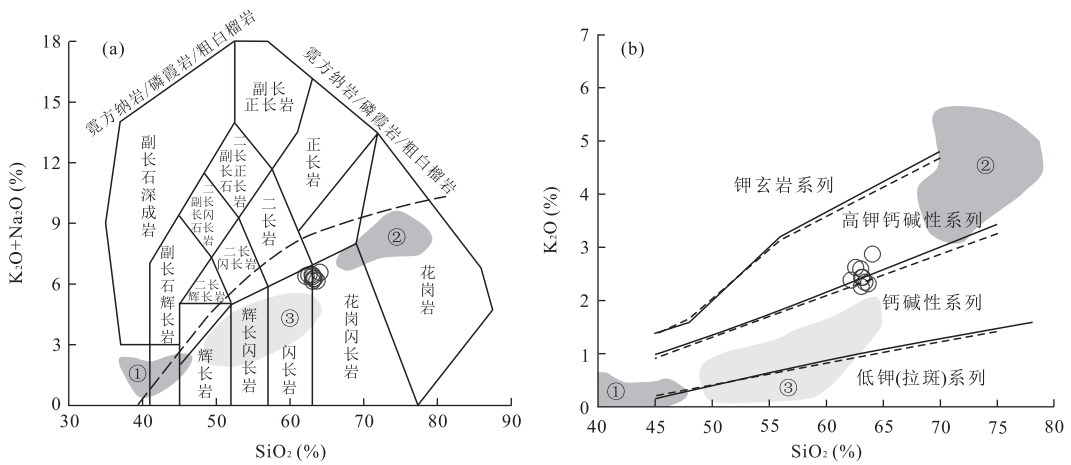 (a)
K₂O+Na₂O (%)
18
15
12
9
6
3
0
30
40
50
60
70
80
90
SiO₂ (%)
霓方纳岩/磷霞岩/粗白榴岩
霓方纳岩/磷霞岩/粗白榴岩
副长石深成岩
副长
正长岩
副长石
二长正长岩
正长岩
副长石
二长闪长岩
二长岩
二长
闪长岩
二长
辉长岩
副长石辉长岩
辉长岩
辉长闪长岩
闪长岩
花岗闪长岩
花岗岩
①
②
③
(b)
K₂O (%)
7
6
5
4
3
2
1
0
40
45
50
55
60
65
70
75
80
SiO₂ (%)
钾玄岩系列
高钾钙碱性系列
钙碱性系列
低钾(拉斑)系列
①
②
③